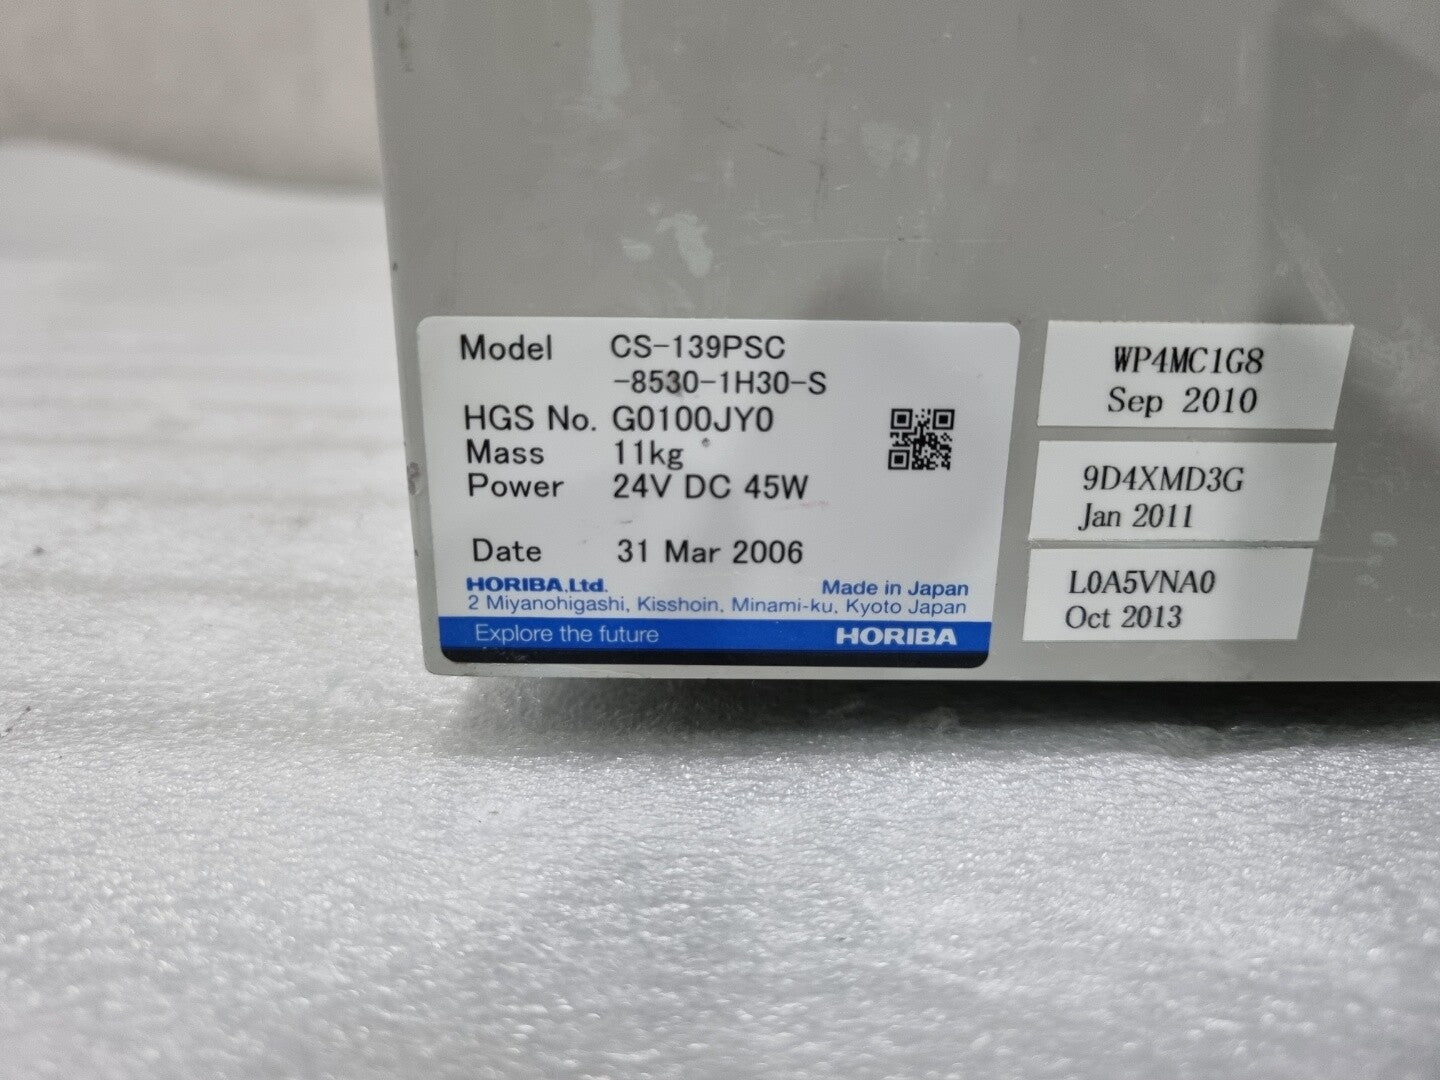 Model CS-139PSC
-8530-1H30-S
HGS No. G0100JY0
Mass 11kg
Power 24V DC 45W
Date 31 Mar 2006
HORIBA,Ltd. Made in Japan
2 Miyanohigashi, Kisshoin, Minami-ku, Kyoto Japan
Explore the future HORIBA
WP4MC1G8
Sep 2010
9D4XMD3G
Jan 2011
L0A5VNA0
Oct 2013